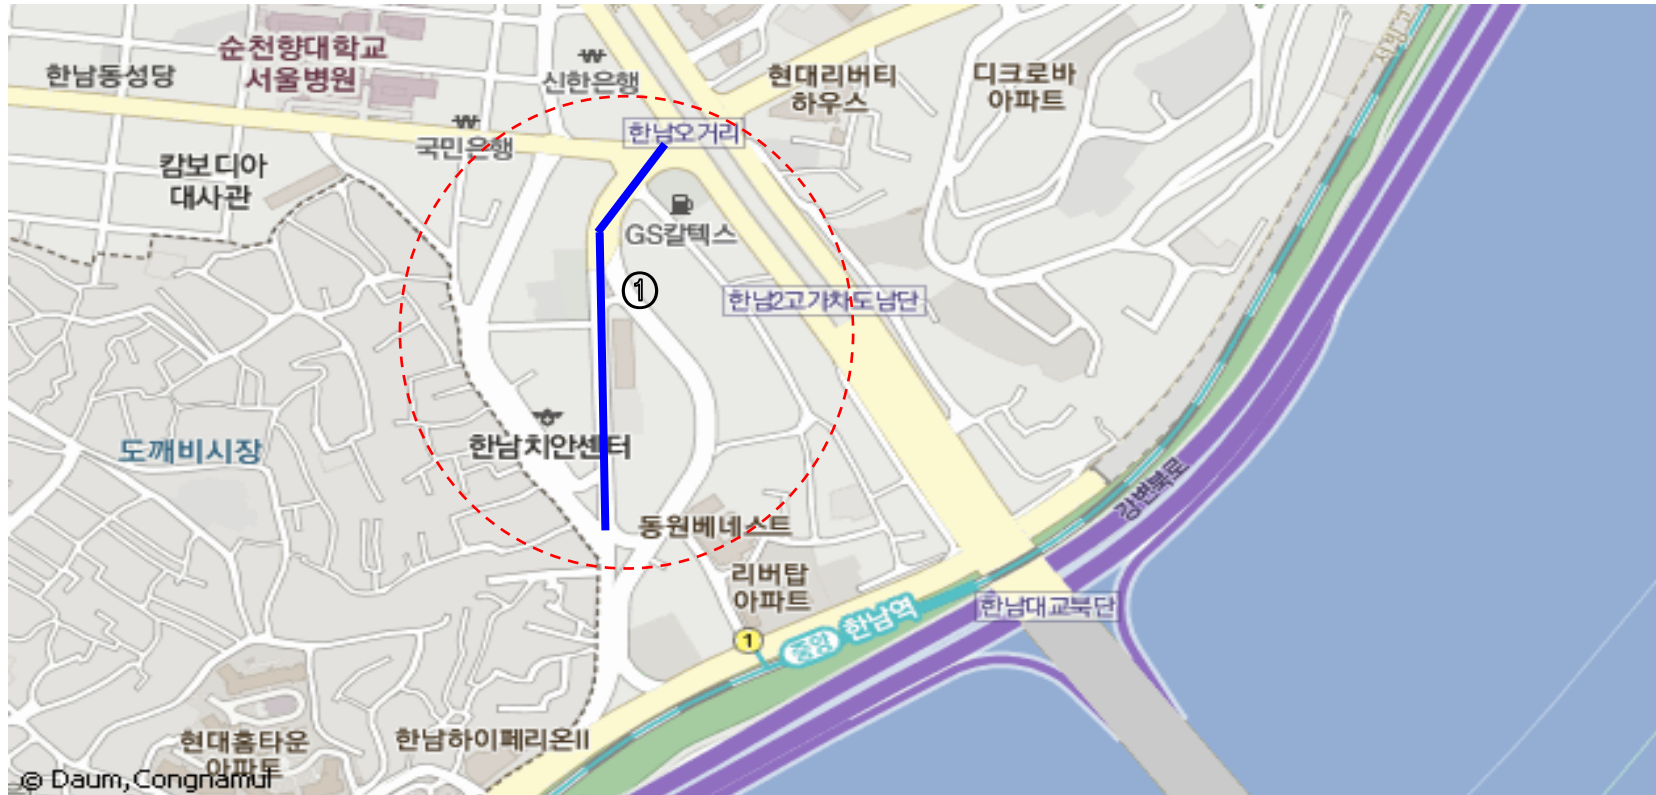 순천향대학교
서울병원
한남동성당
₩
신한은행
현대리버티
하우스
디크로바
아파트
₩
국민은행
한남오거리
캄보디아
대사관
GS칼텍스
①
한남2고가차도남단
도깨비시장
한남치안센터
강변북로
동원베네스트
리버탑
아파트
한남대교북단
1
중앙
한남역
현대홈타운
아파트
한남하이페리온II
© Daum, Congnamul